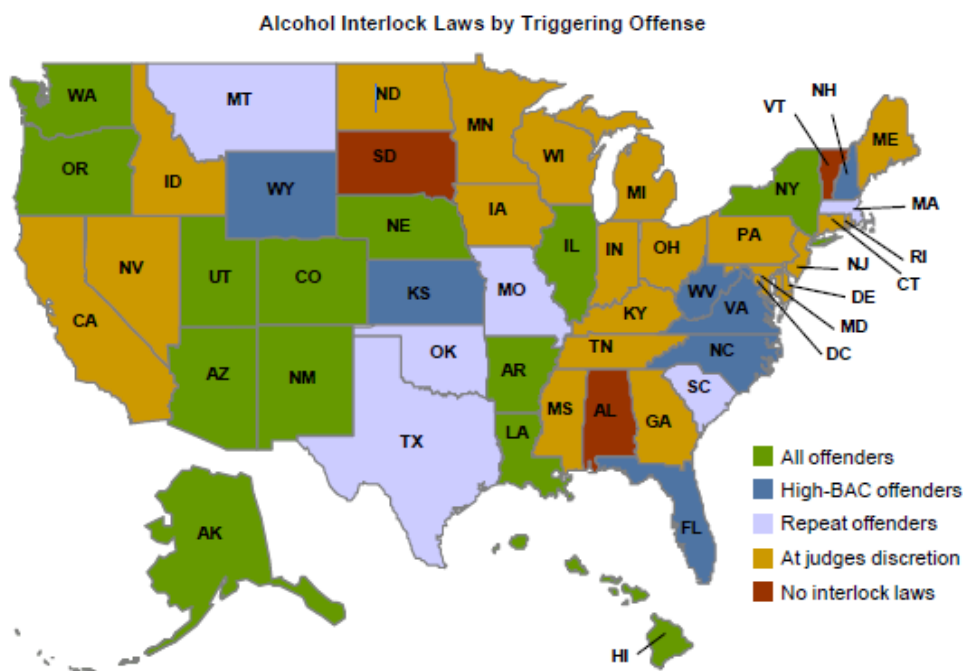 Alcohol Interlock Laws by Triggering Offense
WA
MT
ND
MN
VT
NH
ME
OR
ID
WY
SD
WI
MI
NY
MA
RI
CT
NV
UT
CO
NE
IA
IL
IN
OH
PA
NJ
DE
MD
DC
CA
AZ
NM
KS
MO
KY
WV
VA
OK
AR
TN
NC
SC
TX
LA
MS
AL
GA
FL
AK
HI
All offenders
High-BAC offenders
Repeat offenders
At judges discretion
No interlock laws